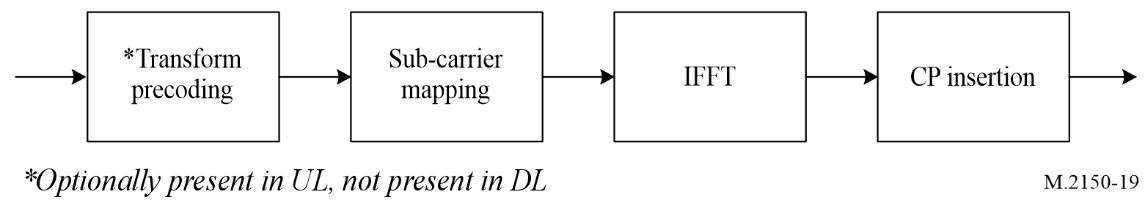 *Transform
precoding
Sub-carrier
mapping
IFFT
CP insertion
*Optionally present in UL, not present in DL
M.2150-19